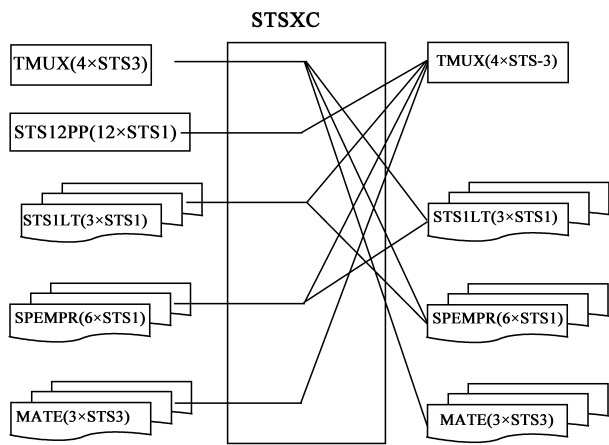 STSXC
TMUX(4×STS3)
TMUX(4×STS-3)
STS12PP(12×STS1)
STS1LT(3×STS1)
STS1LT(3×STS1)
SPEMPR(6×STS1)
SPEMPR(6×STS1)
MATE(3×STS3)
MATE(3×STS3)